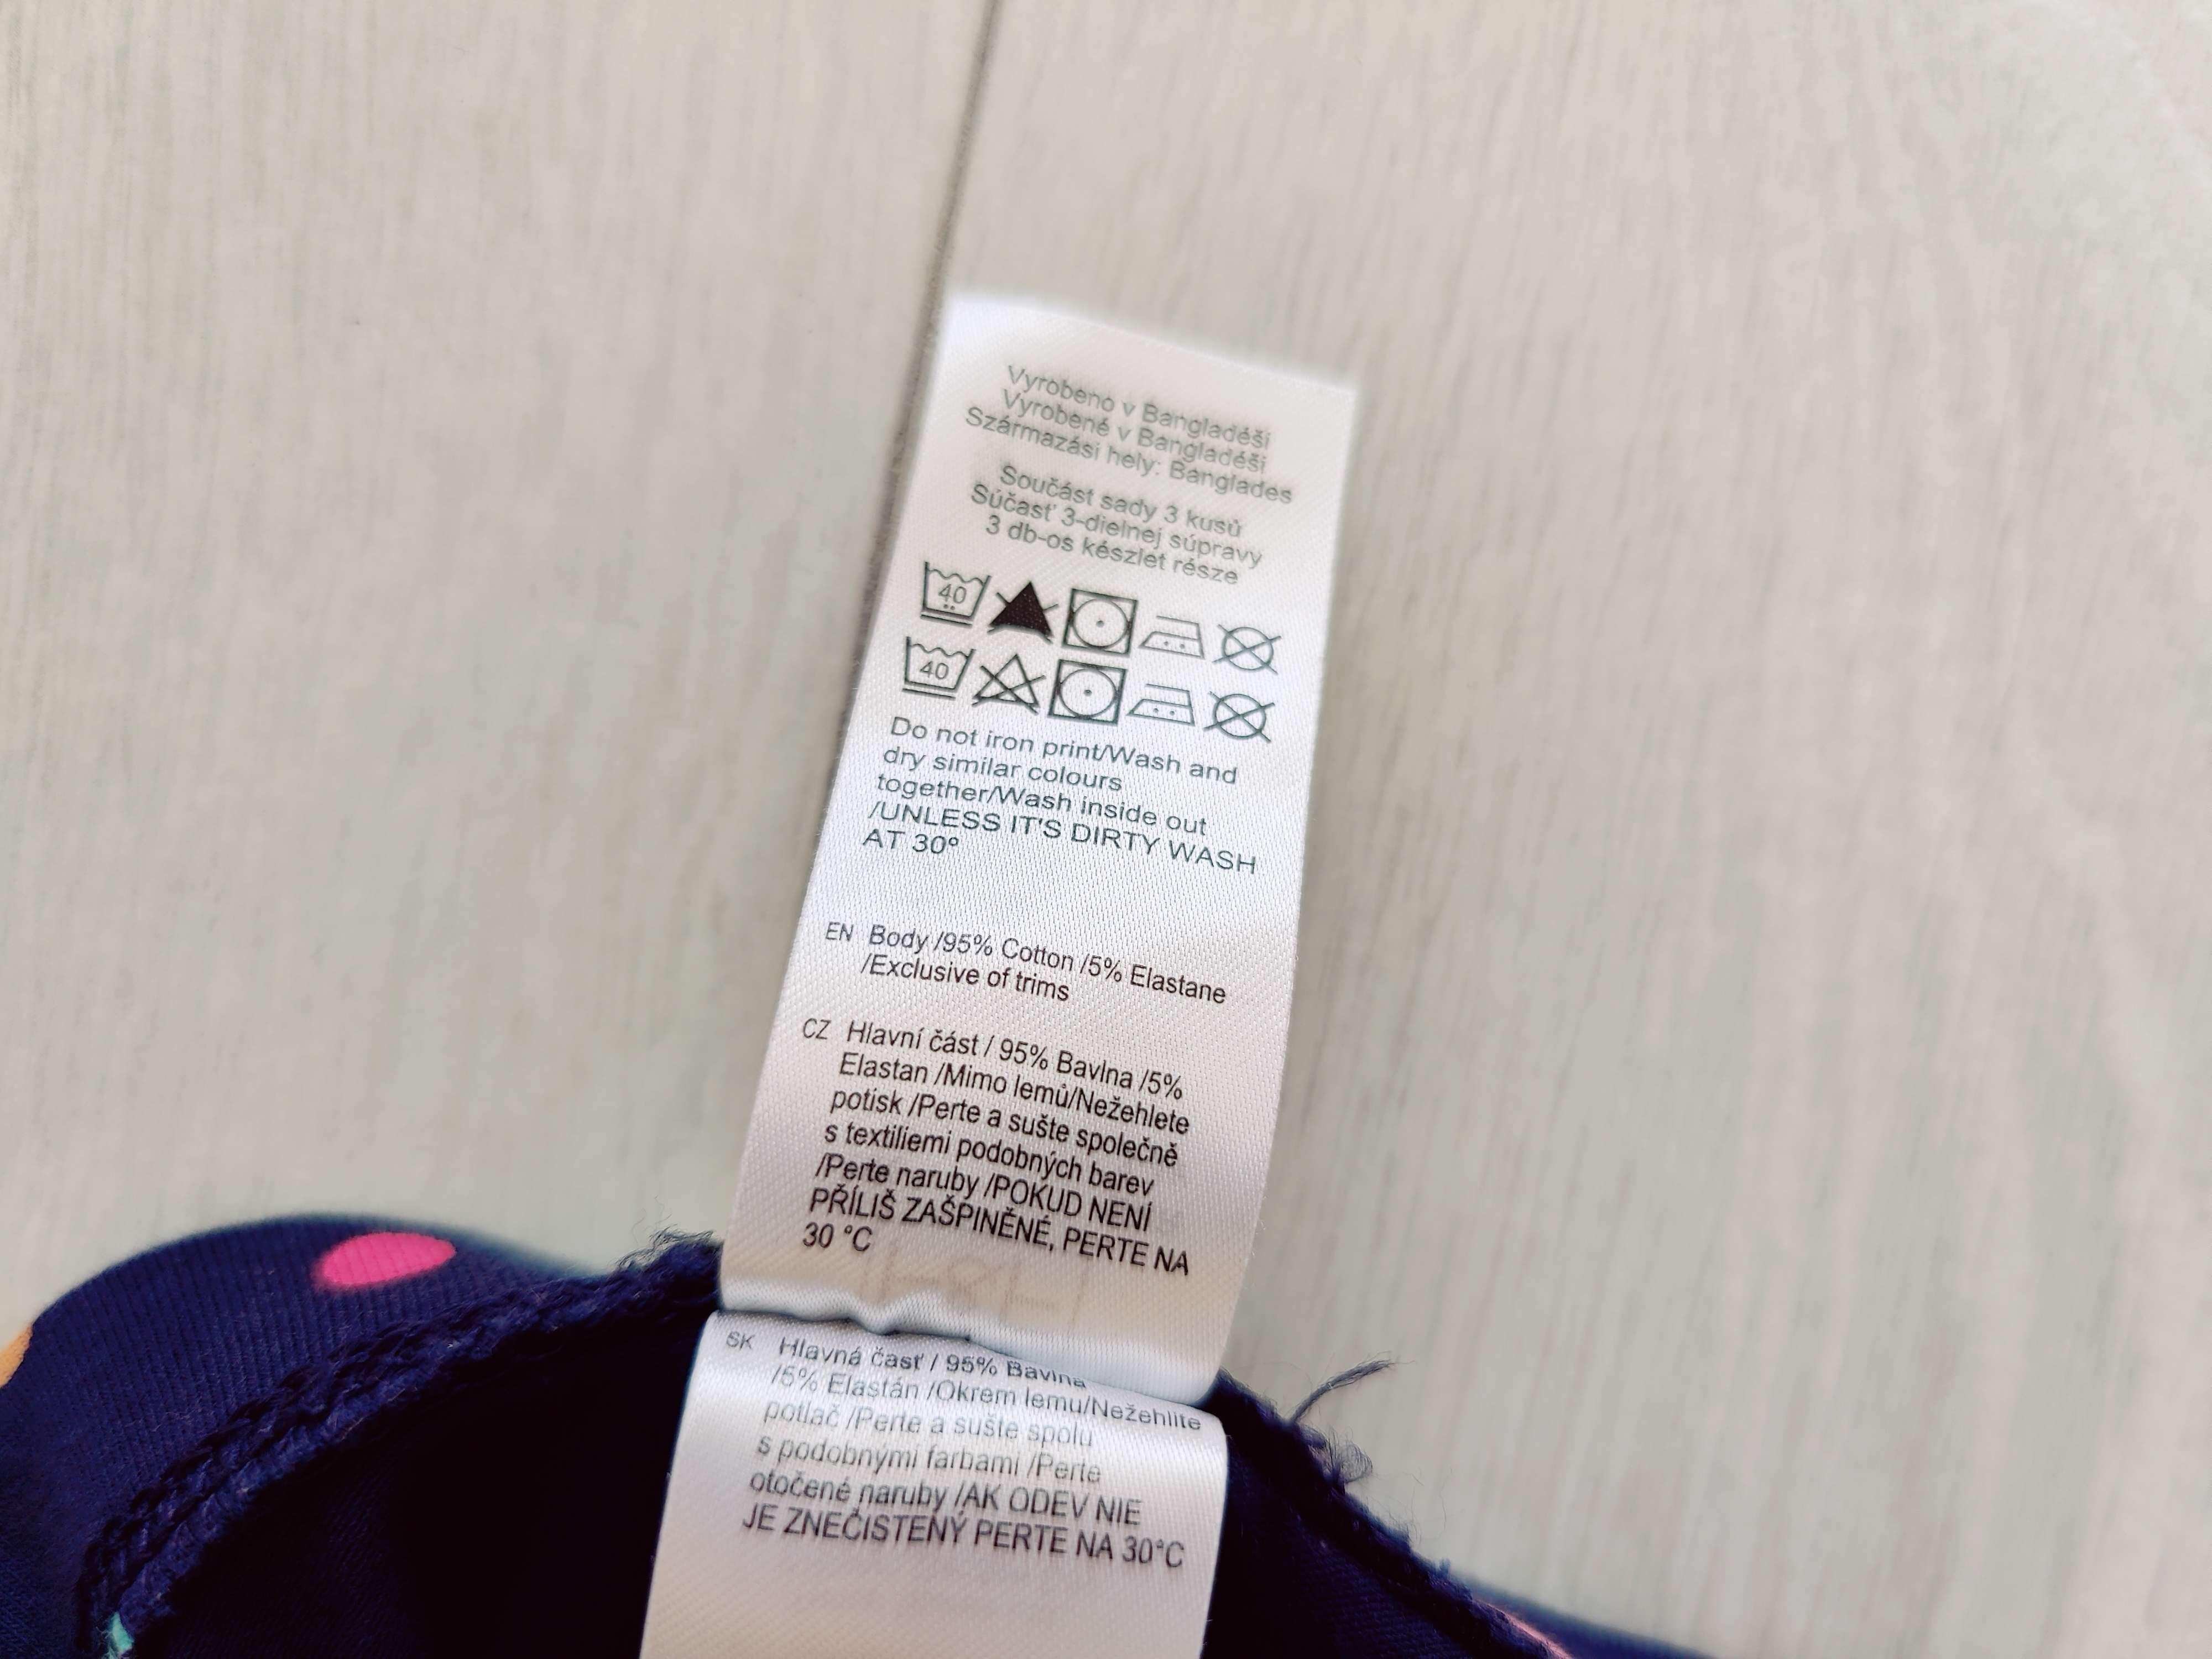 Vyrobeno v Bangladéši
Vyrobené v Bangladéši
Származási hely: Banglades
Součást sady 3 kusů
Súčasť 3-dielnej súpravy
3 db-os készlet része
40
40
Do not iron print/Wash and
dry similar colours
together/Wash inside out
/UNLESS IT'S DIRTY WASH
AT 30°
EN Body /95% Cotton /5% Elastane
/Exclusive of trims
CZ Hlavní část / 95% Bavlna /5%
Elastan /Mimo lemů/Nežehlete
potisk /Perte a sušte společně
s textiliemi podobných barev
/Perte naruby /POKUD NENÍ
PŘÍLIŠ ZAŠPINĚNÉ, PERTE NA
30 °C
SK Hlavná časť / 95% Bavlna
/5% Elastán /Okrem lemu/Nežehlite
potlač /Perte a sušte spolu
s podobnými farbami /Perte
otočené naruby /AK ODEV NIE
JE ZNEČISTENÝ PERTE NA 30°C